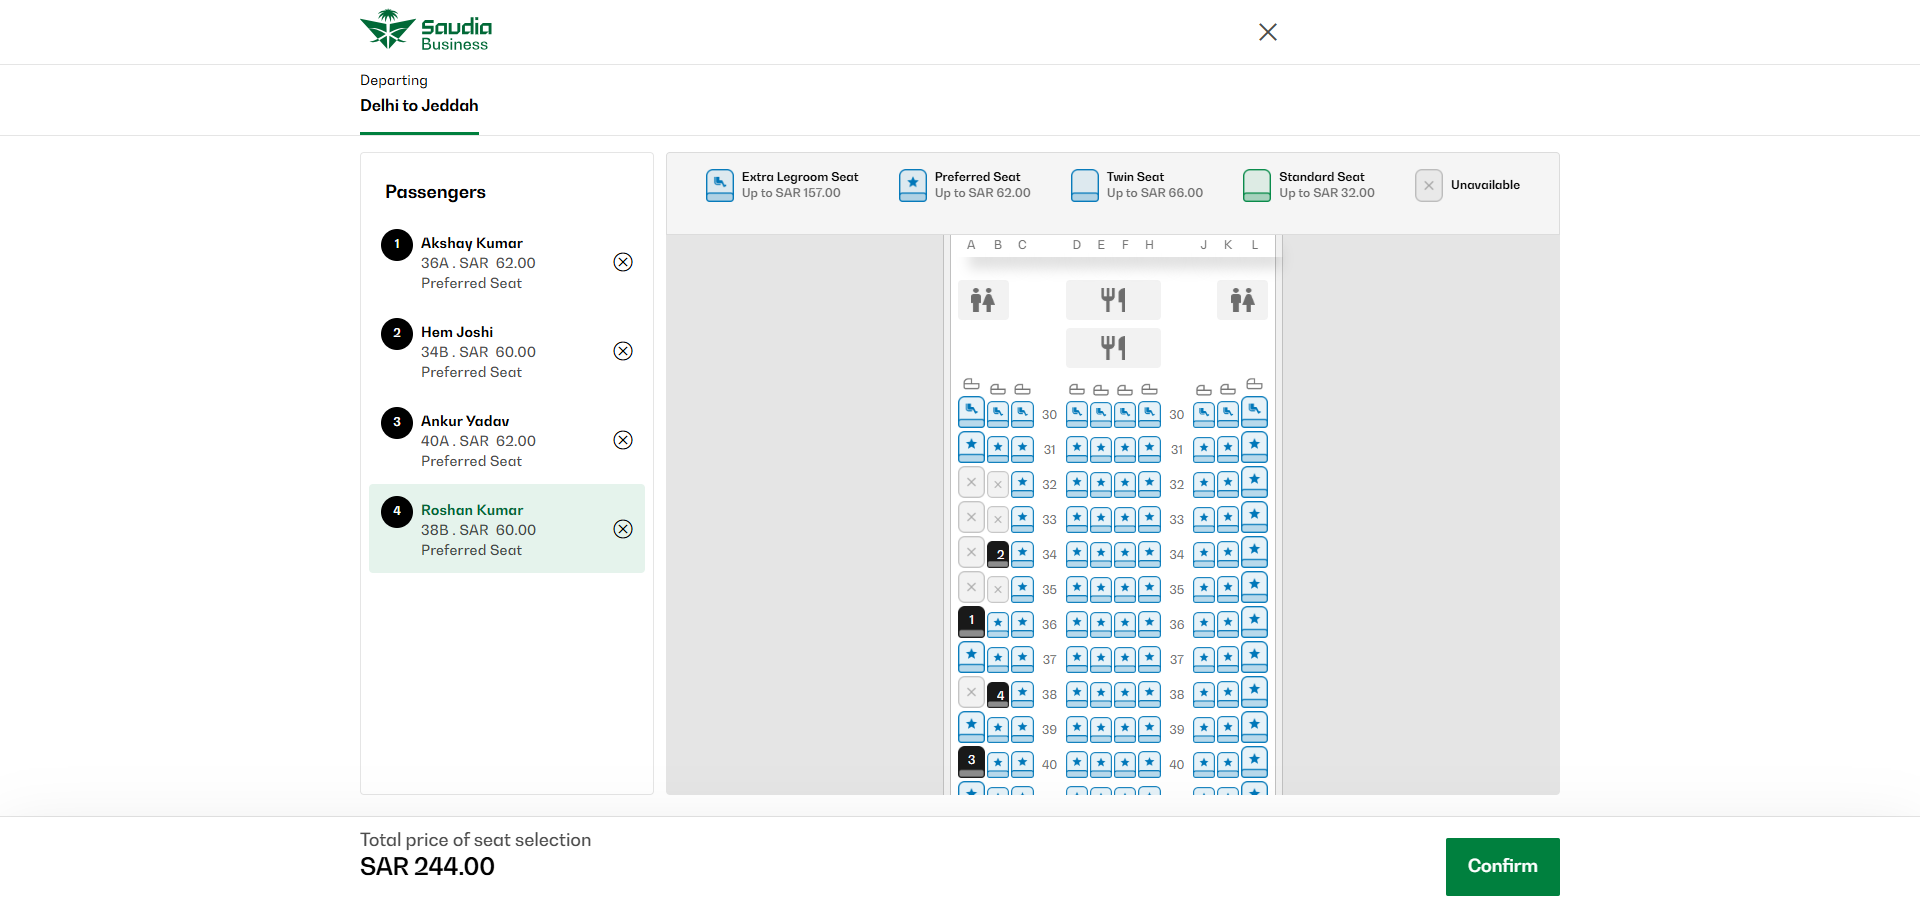 Saudia
Business
Departing
Delhi to Jeddah
Passengers
1
Akshay Kumar
36A . SAR 62.00
Preferred Seat
2
Hem Joshi
34B . SAR 60.00
Preferred Seat
3
Ankur Yadav
40A . SAR 62.00
Preferred Seat
4
Roshan Kumar
38B . SAR 60.00
Preferred Seat
Extra Legroom Seat
Up to SAR 157.00
Preferred Seat
Up to SAR 62.00
Twin Seat
Up to SAR 66.00
Standard Seat
Up to SAR 32.00
Unavailable
A B C D E F H J K L
30 30
31 31
32 32
33 33
2 34 34
35 35
1 36 36
37 37
4 38 38
39 39
3 40 40
Total price of seat selection
SAR 244.00
Confirm